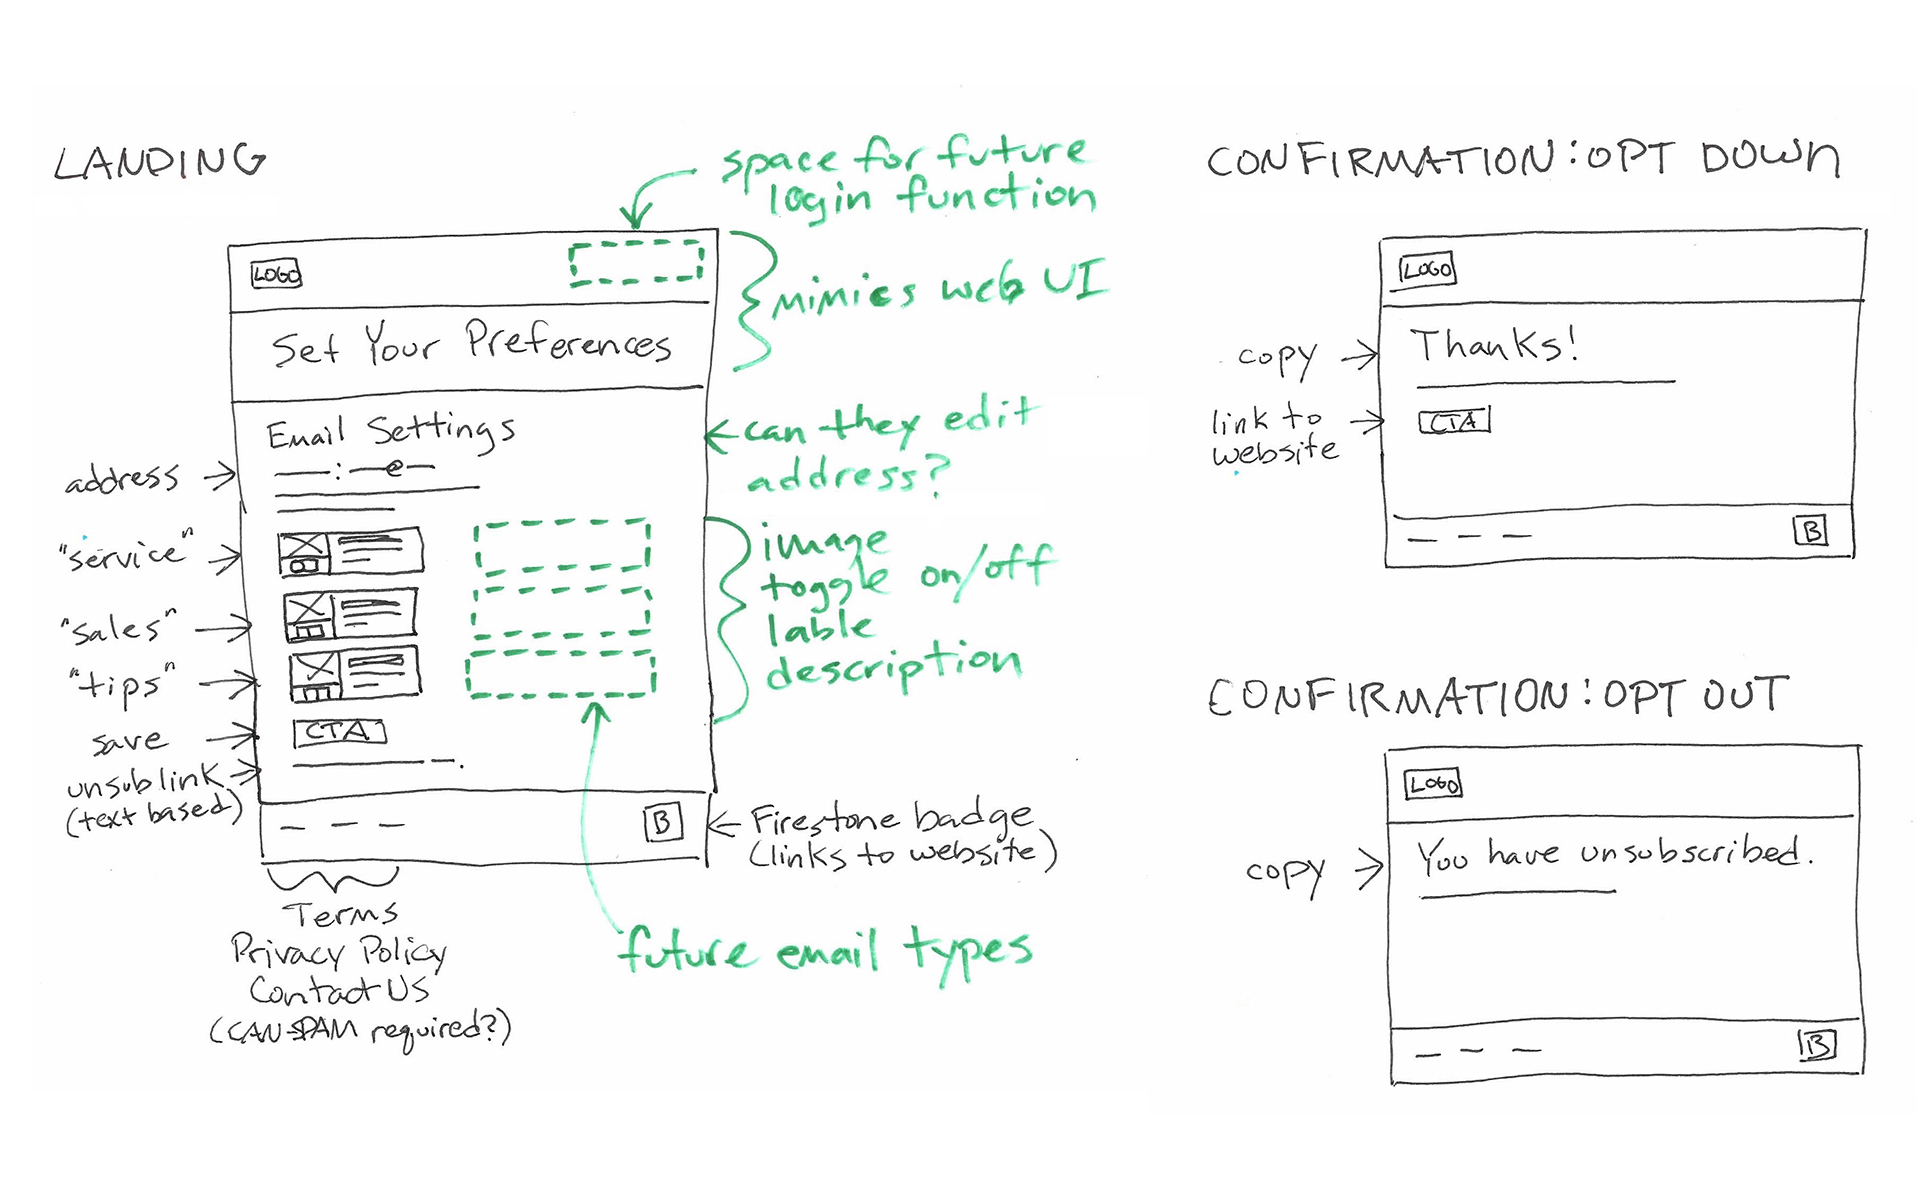 LANDING
space for future
login function
LOGO
mimics web UI
Set Your Preferences
Email Settings
can they edit
address?
address
@
"service"
"sales"
"tips"
image
toggle on/off
lable
description
save
CTA
unsub link
(text based)
B
Firestone badge
(links to website)
Terms
Privacy Policy
Contact Us
(CAN-SPAM required?)
future email types
CONFIRMATION: OPT DOWN
LOGO
copy
Thanks!
link to
website
CTA
B
CONFIRMATION: OPT OUT
LOGO
copy
You have unsubscribed.
B